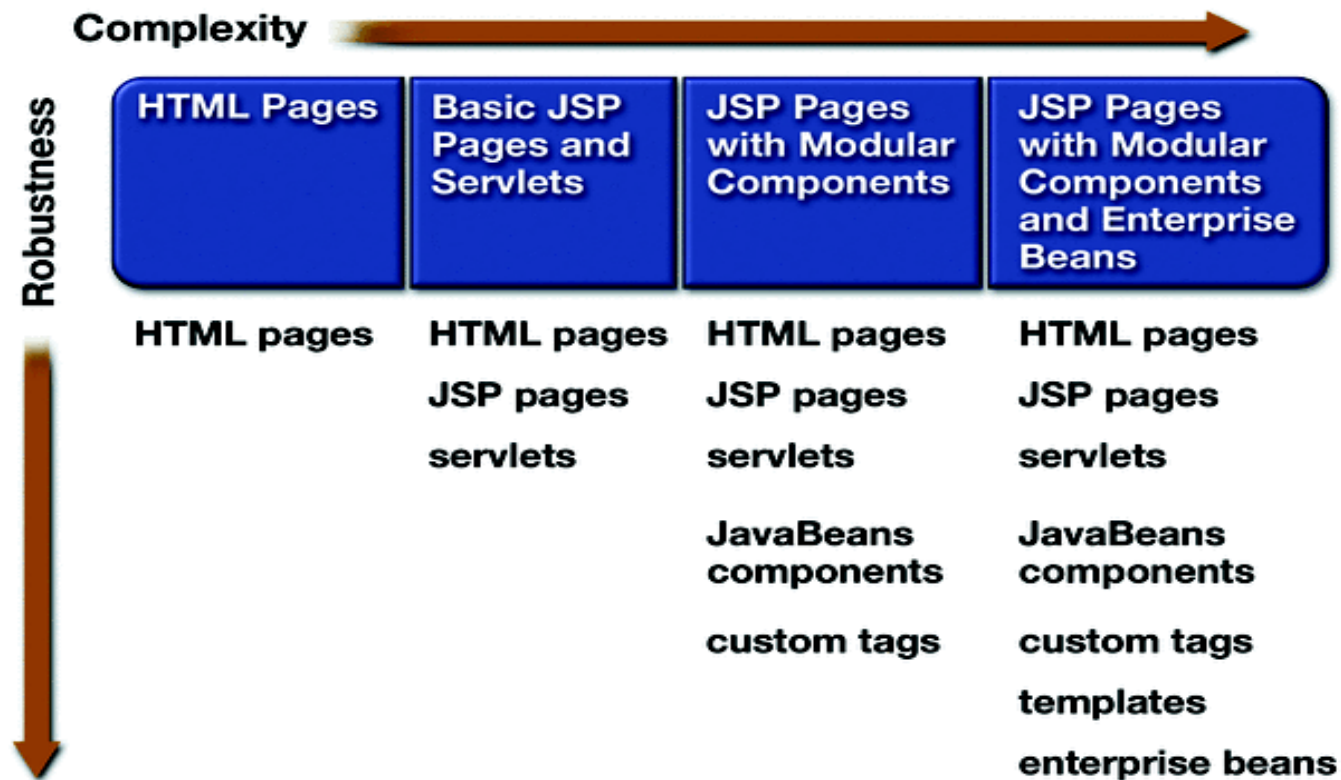 Complexity
Robustness
HTML Pages
Basic JSP
Pages and
Servlets
JSP Pages
with Modular
Components
JSP Pages
with Modular
Components
and Enterprise
Beans
HTML pages
HTML pages
JSP pages
servlets
HTML pages
JSP pages
servlets
JavaBeans
components
custom tags
HTML pages
JSP pages
servlets
JavaBeans
components
custom tags
templates
enterprise beans